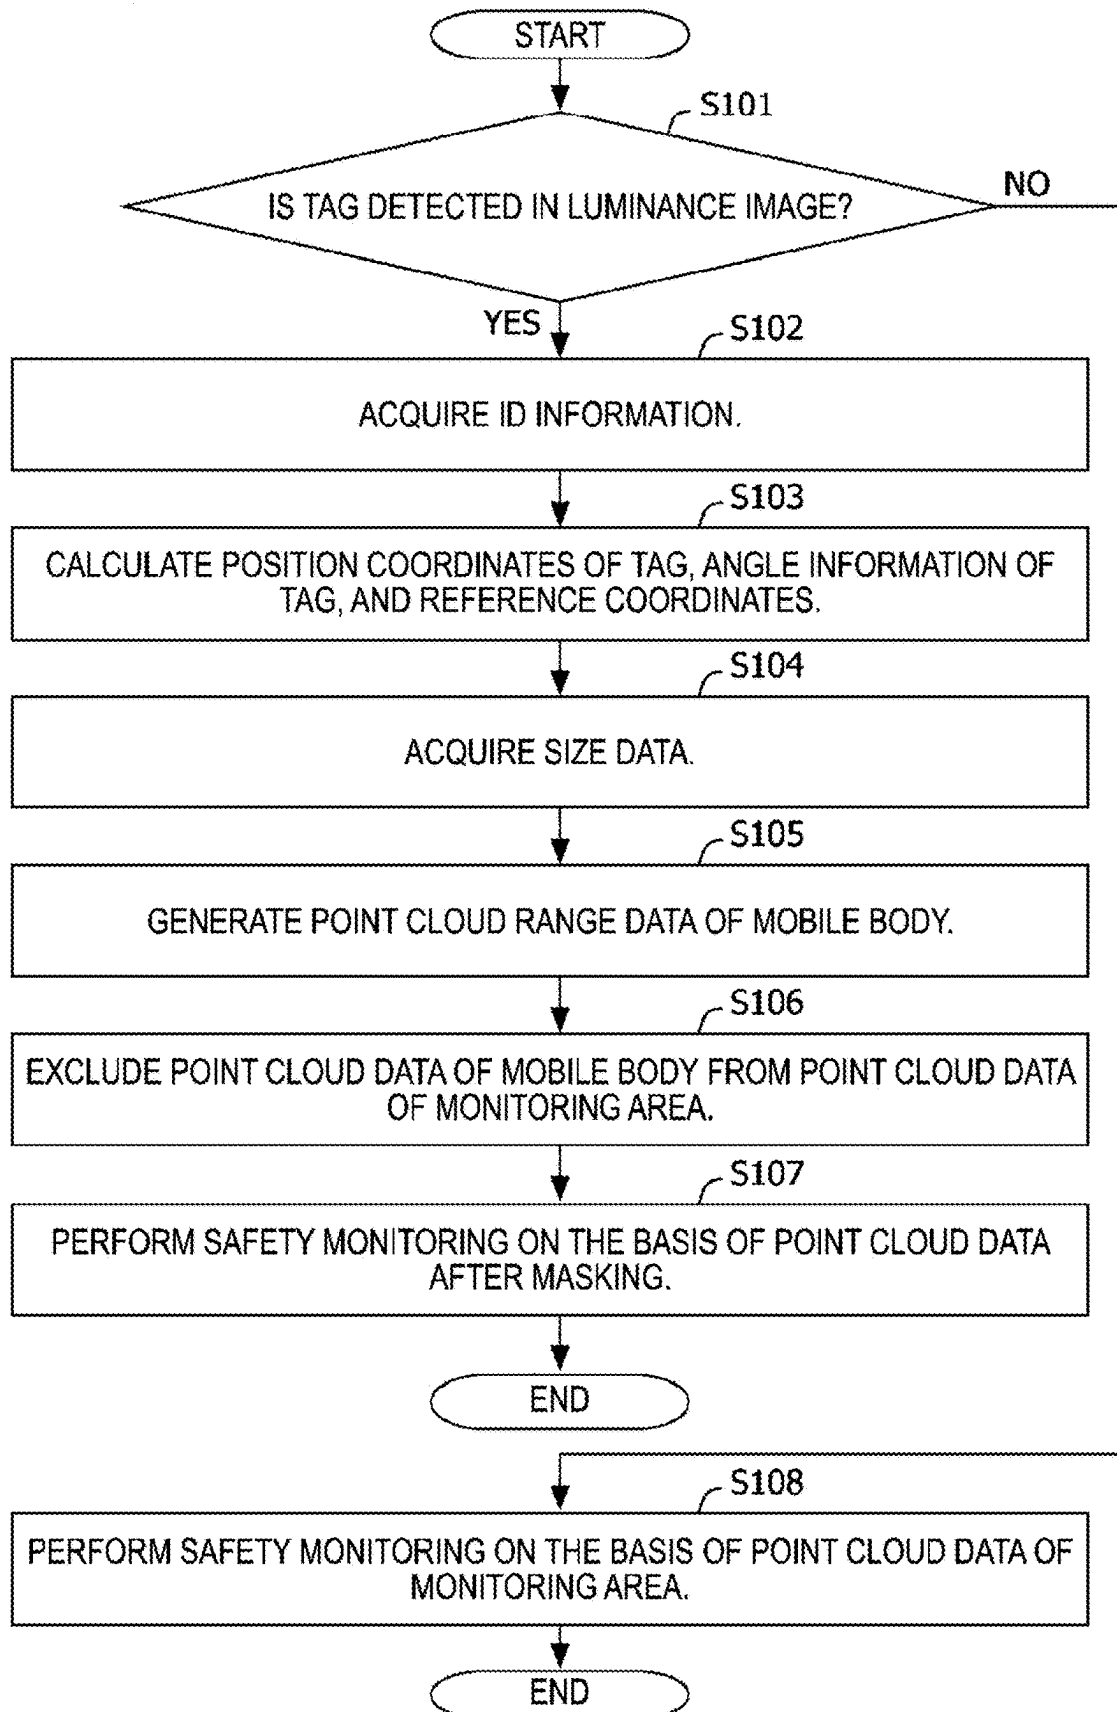 START
S101
IS TAG DETECTED IN LUMINANCE IMAGE?
NO
YES
S102
ACQUIRE ID INFORMATION.
S103
CALCULATE POSITION COORDINATES OF TAG, ANGLE INFORMATION OF
TAG, AND REFERENCE COORDINATES.
S104
ACQUIRE SIZE DATA.
S105
GENERATE POINT CLOUD RANGE DATA OF MOBILE BODY.
S106
EXCLUDE POINT CLOUD DATA OF MOBILE BODY FROM POINT CLOUD DATA
OF MONITORING AREA.
S107
PERFORM SAFETY MONITORING ON THE BASIS OF POINT CLOUD DATA
AFTER MASKING.
END
S108
PERFORM SAFETY MONITORING ON THE BASIS OF POINT CLOUD DATA OF
MONITORING AREA.
END